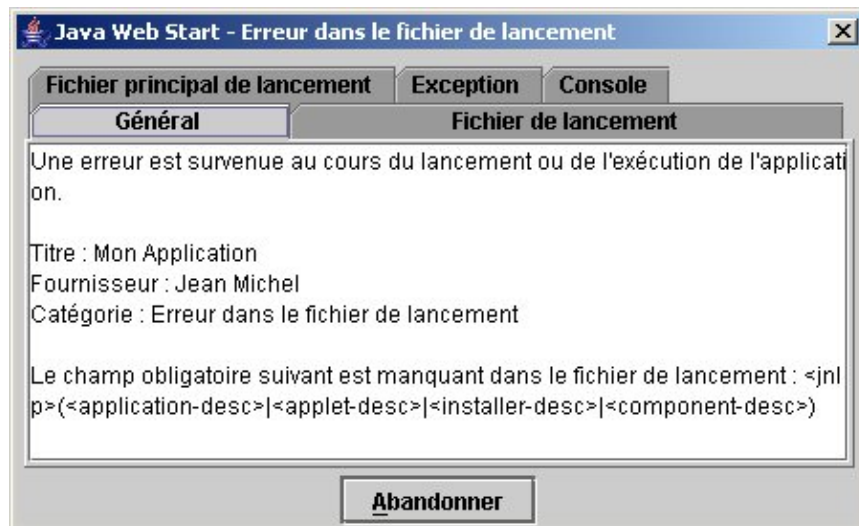 Java Web Start - Erreur dans le fichier de lancement
Fichier principal de lancement Exception Console
Général Fichier de lancement
Une erreur est survenue au cours du lancement ou de l'exécution de l'applicati
on.
Titre : Mon Application
Fournisseur : Jean Michel
Catégorie : Erreur dans le fichier de lancement
Le champ obligatoire suivant est manquant dans le fichier de lancement : <jnl
p>(<application-desc>|<applet-desc>|<installer-desc>|<component-desc>)
Abandonner